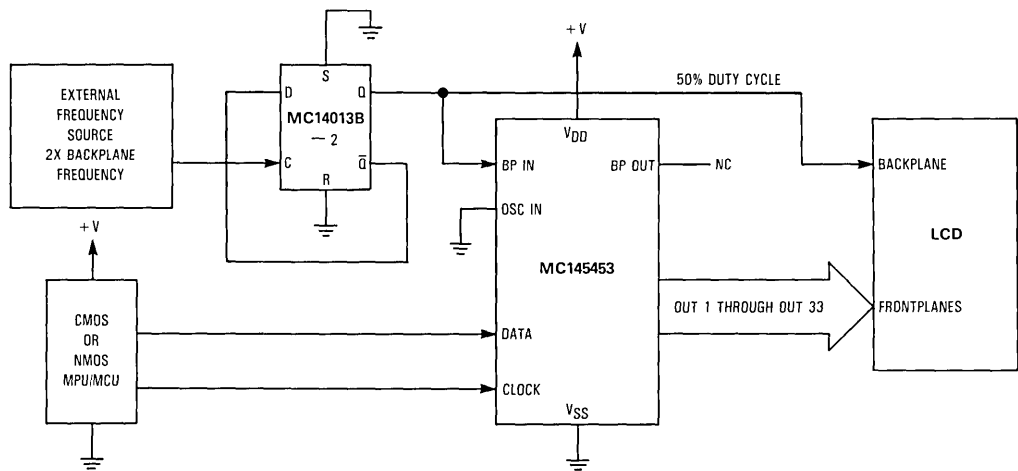 +V
S
D
Q
MC14013B
— 2
C
Q̅
R
EXTERNAL
FREQUENCY
SOURCE
2X BACKPLANE
FREQUENCY
50% DUTY CYCLE
+V
VDD
BP IN
BP OUT
NC
BACKPLANE
OSC IN
LCD
MC145453
+V
OUT 1 THROUGH OUT 33
FRONTPLANES
CMOS
OR
NMOS
MPU/MCU
DATA
CLOCK
VSS